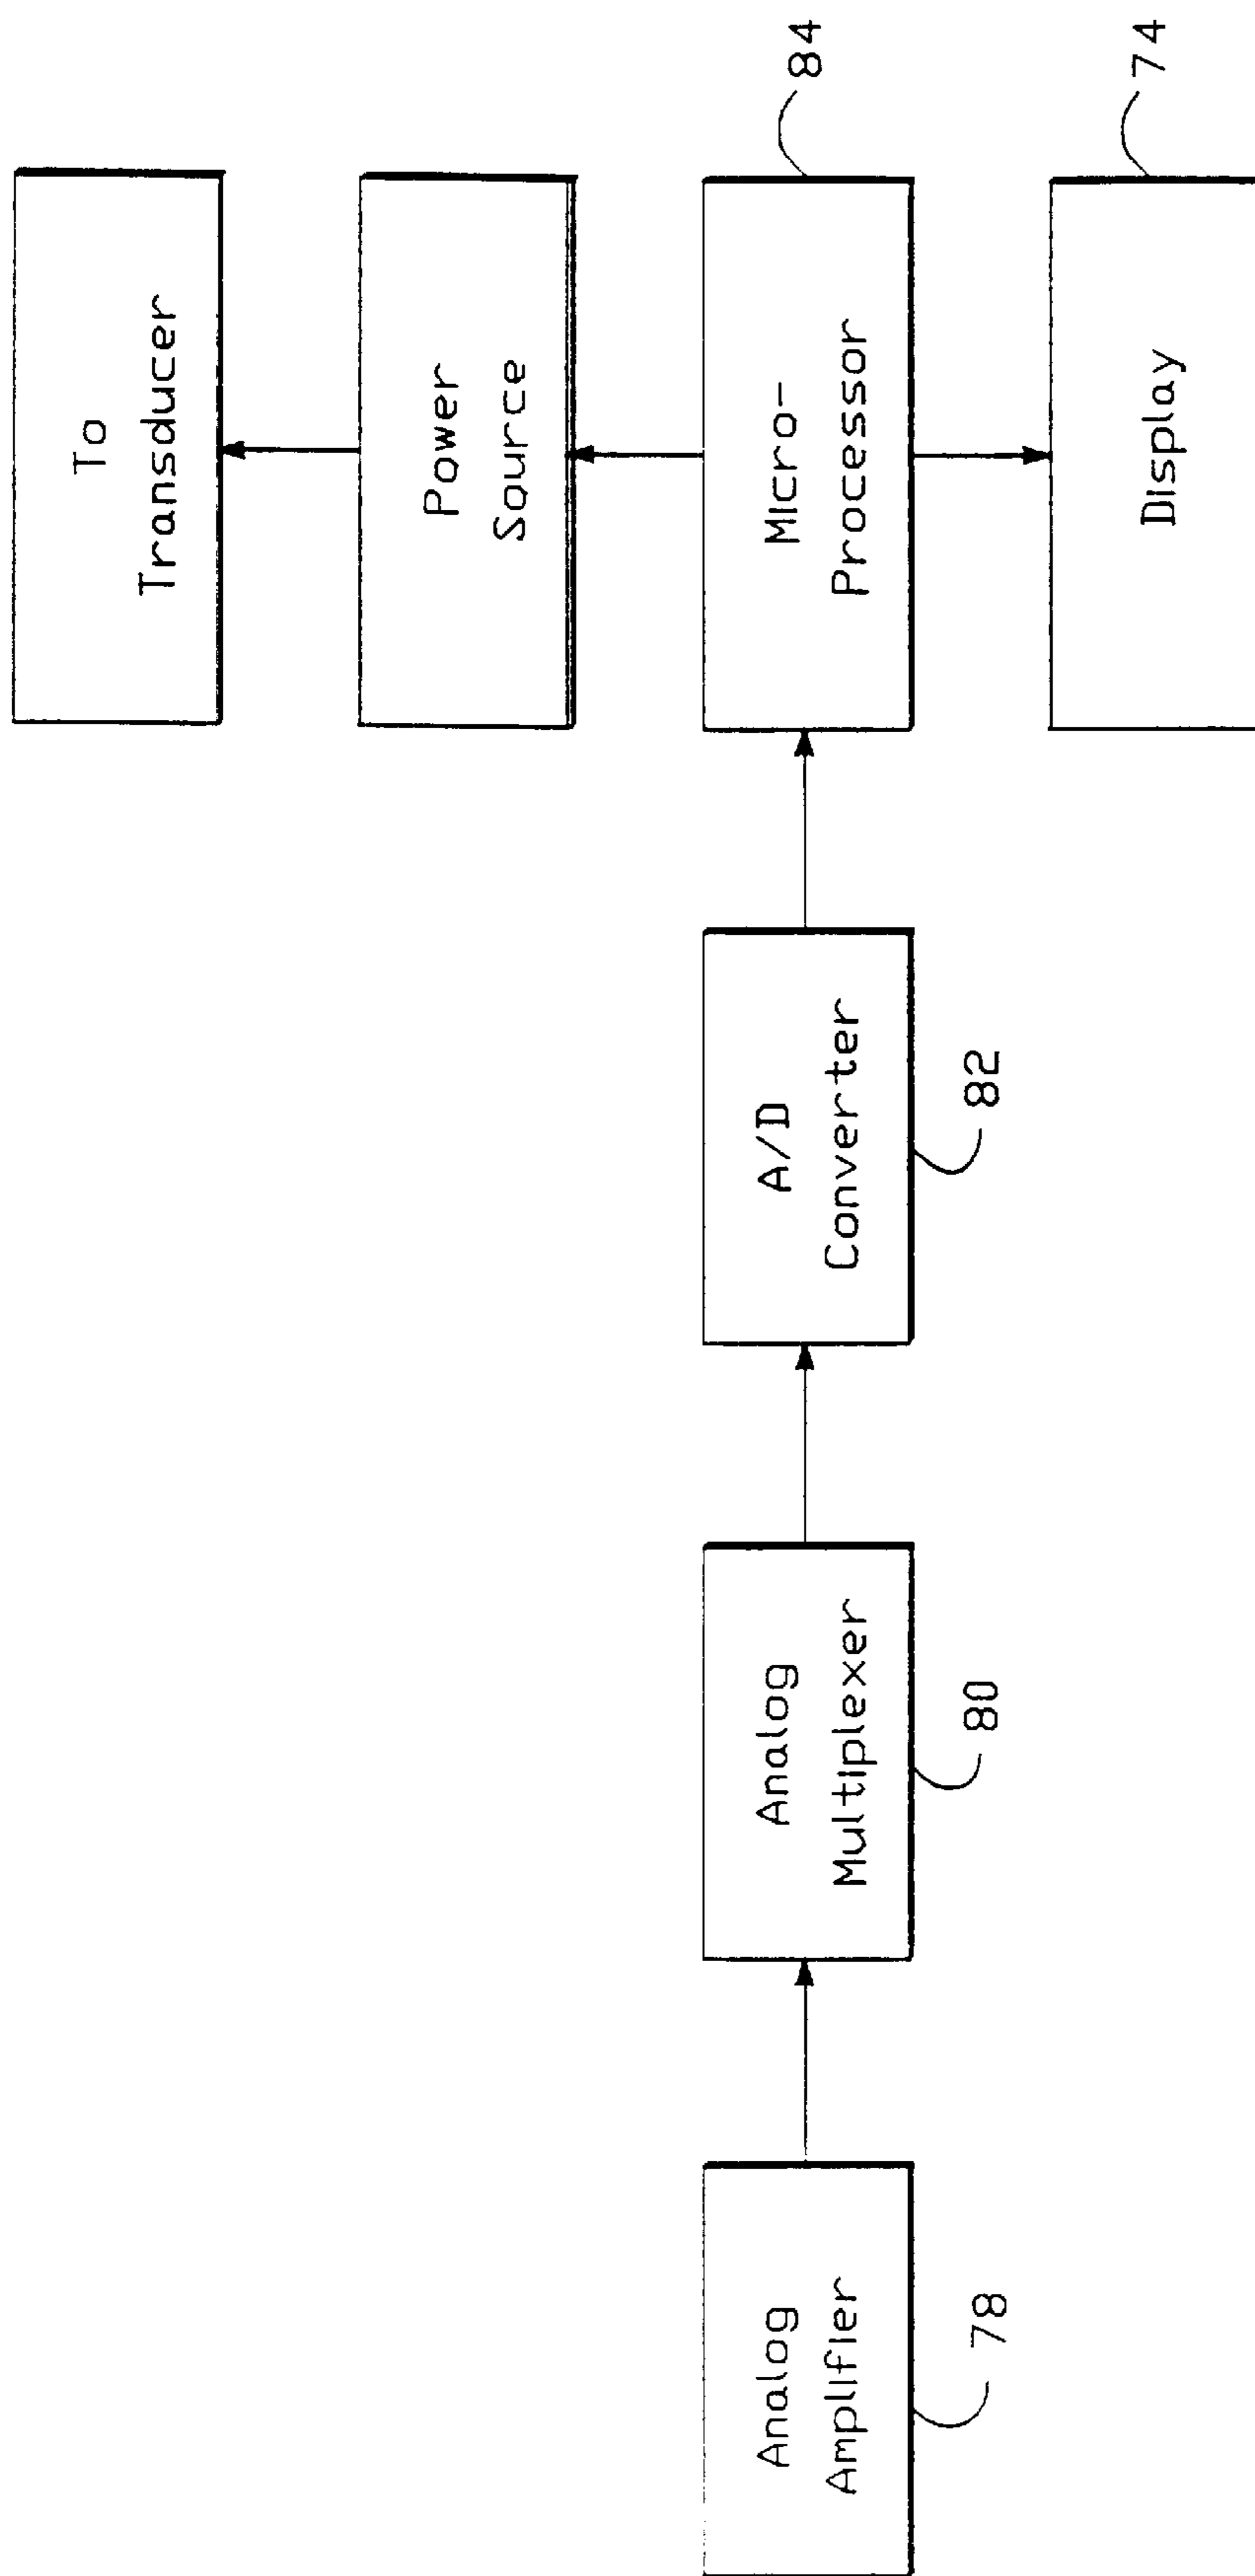 To
Transducer
Power
Source
Analog
Amplifier
78
Analog
Multiplexer
80
A/D
Converter
82
Micro-
Processor
84
Display
74